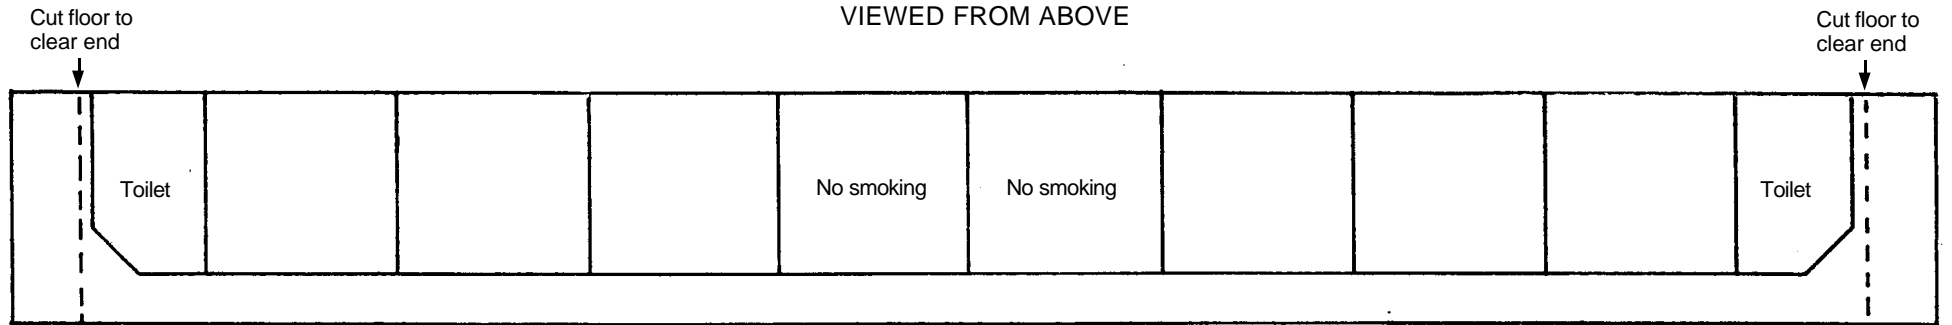 VIEWED FROM ABOVE
Cut floor to
clear end
Cut floor to
clear end
Toilet
No smoking
No smoking
Toilet